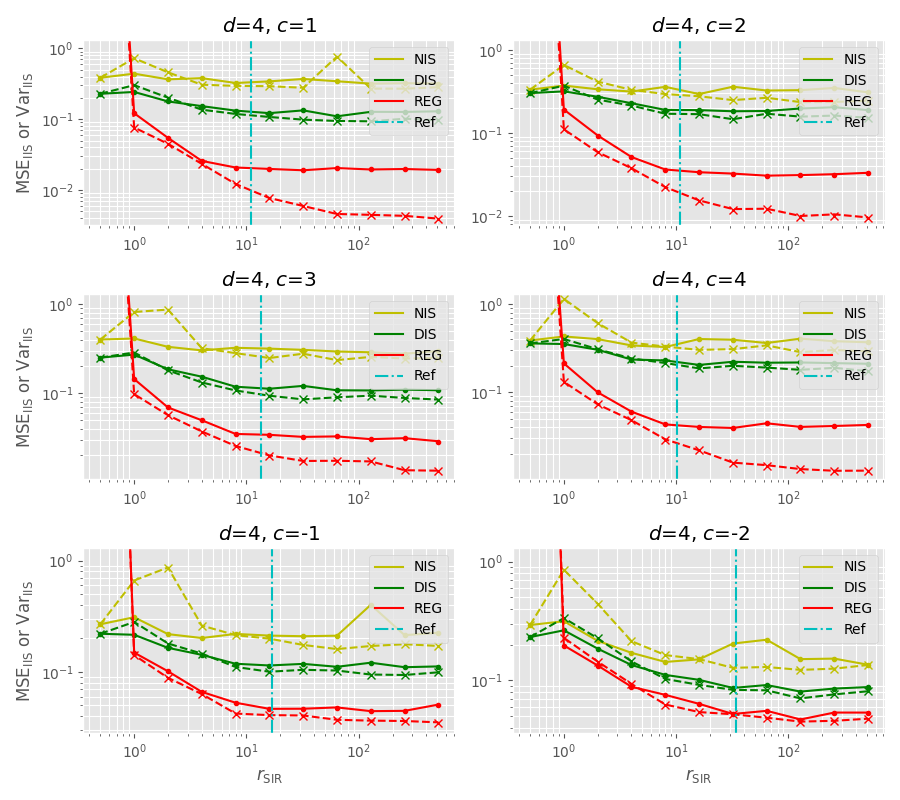 d=4, c=1
10^0
10^-1
10^-2
MSE_IIS or Var_IIS
NIS
DIS
REG
Ref
10^0
10^1
10^2
d=4, c=2
10^0
10^-1
10^-2
NIS
DIS
REG
Ref
10^0
10^1
10^2
d=4, c=3
10^0
10^-1
MSE_IIS or Var_IIS
NIS
DIS
REG
Ref
10^0
10^1
10^2
d=4, c=4
10^0
10^-1
NIS
DIS
REG
Ref
10^0
10^1
10^2
d=4, c=-1
10^0
10^-1
MSE_IIS or Var_IIS
NIS
DIS
REG
Ref
10^0
10^1
10^2
r_SIR
d=4, c=-2
10^0
10^-1
NIS
DIS
REG
Ref
10^0
10^1
10^2
r_SIR